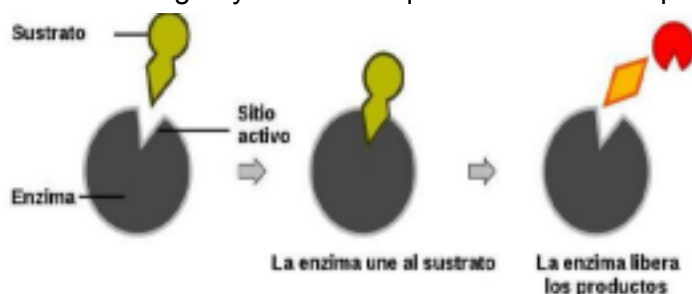 Sustrato
Sitio
activo
Enzima
La enzima une al sustrato
La enzima libera
los productos